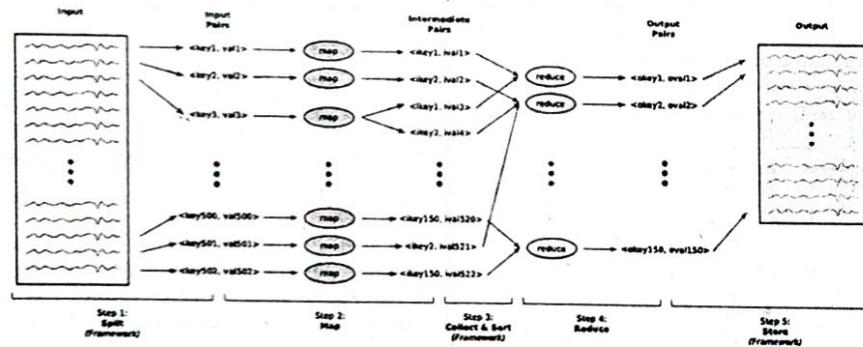 Input
Input
Pairs
Intermediate
Pairs
Output
Pairs
Output
<key1, val1>
map
<ikey1, ival1>
<key2, val2>
map
<ikey2, ival2>
reduce
<okey1, oval1>
<ikey1, ival3>
reduce
<okey2, oval2>
<key3, val3>
map
<ikey2, ival4>
<key500, val500>
map
<ikey150, ival520>
<key501, val501>
map
<ikey2, ival521>
reduce
<okey150, oval150>
<key502, val502>
map
<ikey150, ival522>
Step 1:
Split
(Framework)
Step 2:
Map
Step 3:
Collect & Sort
(Framework)
Step 4:
Reduce
Step 5:
Store
(Framework)